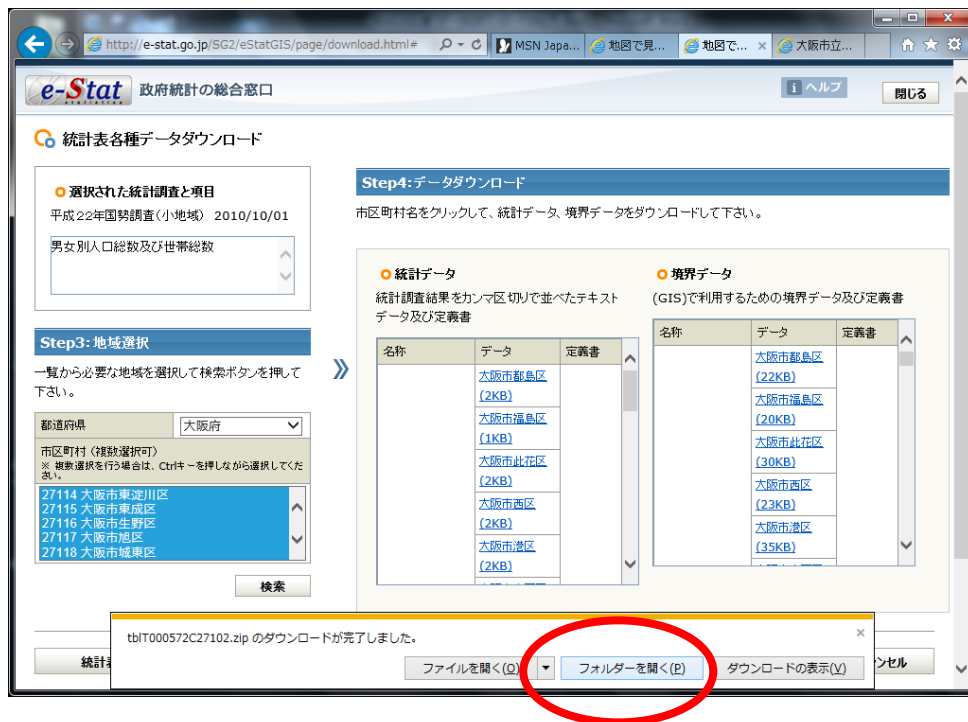 http://e-stat.go.jp/SG2/eStatGIS/page/download.html#
MSN Japa...
地図で見...
地図で...
大阪市立...
e-Stat
STATISTICS
政府統計の総合窓口
ヘルプ
閉じる
統計表各種データダウンロード
選択された統計調査と項目
平成22年国勢調査(小地域) 2010/10/01
男女別人口総数及び世帯総数
Step3:地域選択
一覧から必要な地域を選択して検索ボタンを押して
下さい。
都道府県
大阪府
市区町村(複数選択可)
※ 複数選択を行う場合は、Ctrlキーを押しながら選択してくだ
さい。
27114 大阪市東淀川区
27115 大阪市東成区
27116 大阪市生野区
27117 大阪市旭区
27118 大阪市城東区
検索
Step4:データダウンロード
市区町村名をクリックして、統計データ、境界データをダウンロードして下さい。
統計データ
統計調査結果をカンマ区切りで並べたテキスト
データ及び定義書
名称 データ 定義書
大阪市都島区
(2KB)
大阪市福島区
(1KB)
大阪市此花区
(2KB)
大阪市西区
(2KB)
大阪市港区
(2KB)
境界データ
(GIS)で利用するための境界データ及び定義書
名称 データ 定義書
大阪市都島区
(22KB)
大阪市福島区
(20KB)
大阪市此花区
(30KB)
大阪市西区
(23KB)
大阪市港区
(35KB)
tblT000572C27102.zip のダウンロードが完了しました。
ファイルを開く(O)
フォルダーを開く(P)
ダウンロードの表示(V)
統計
ンセル